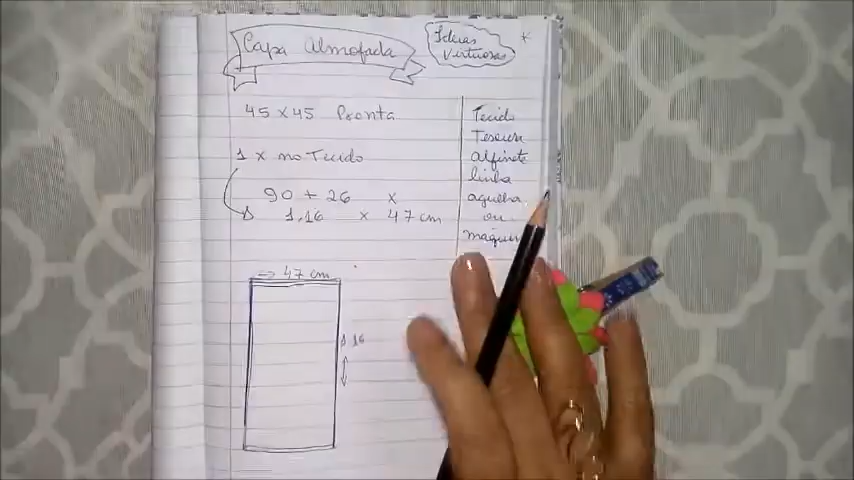 Capa Almofada
Ideias
Virtuosas
45 x 45 Pronta
1 x no Tecido
90 + 26 x
1,16 x 47 cm
Tecido
Tesoura
alfinete
linha
agulha
ou
→ 47 cm
1,16